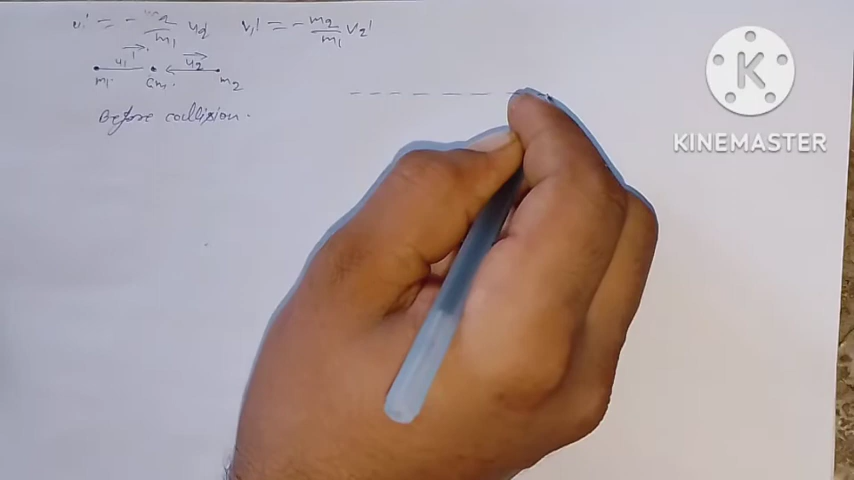 u₁' = - m₂/m₁ u₂' v₁' = - m₂/m₁ v₂'
u₁' u₂
m₁ Cm. m₂
Before collision.
K
KINEMASTER